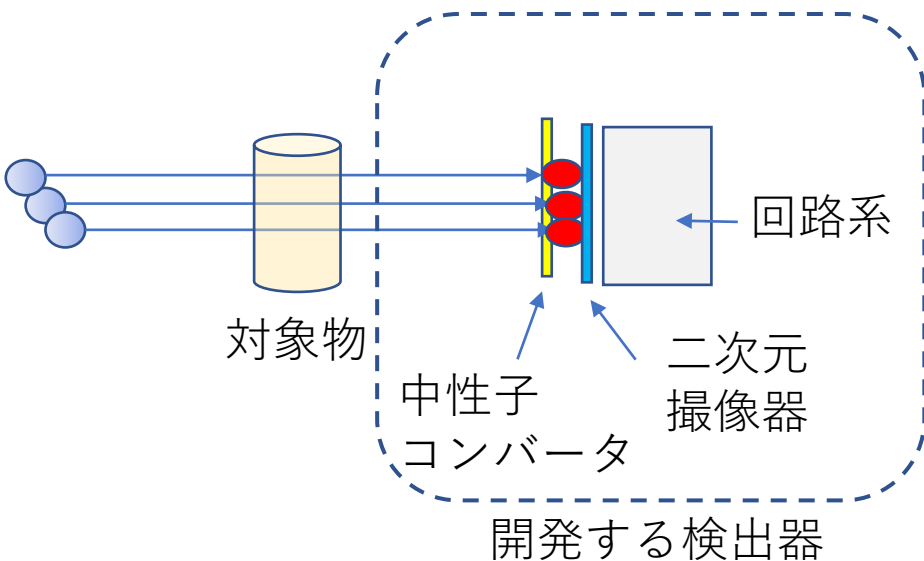 回路系
対象物
二次元
撮像器
中性子
コンバータ
開発する検出器